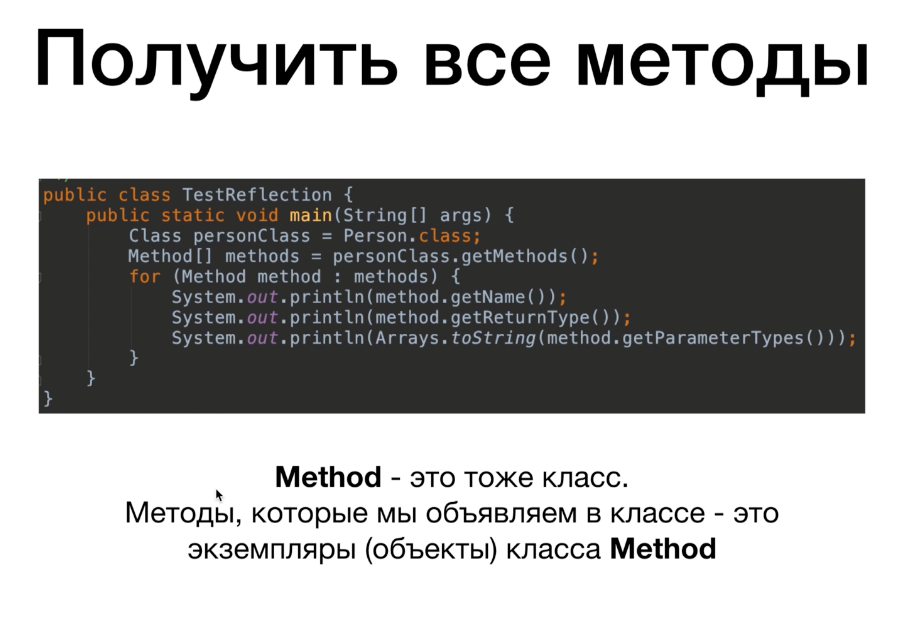 Получить все методы
public class TestReflection {
public static void main(String[] args) {
Class personClass = Person.class;
Method[] methods = personClass.getMethods();
for (Method method : methods) {
System.out.println(method.getName());
System.out.println(method.getReturnType());
System.out.println(Arrays.toString(method.getParameterTypes()));
}
}
}
Method - это тоже класс.
Методы, которые мы объявляем в классе - это
экземпляры (объекты) класса Method